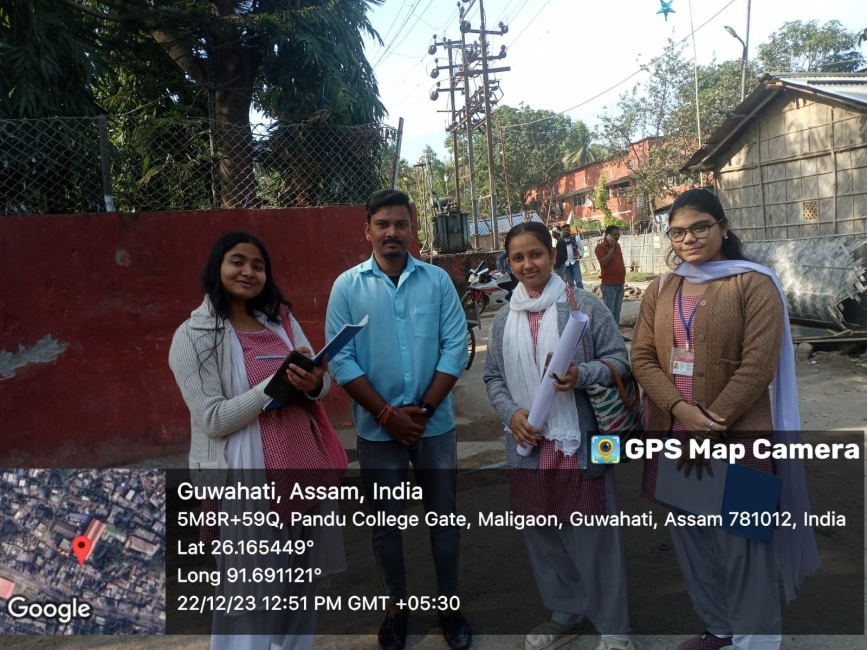 GPS Map Camera
Guwahati, Assam, India
5M8R+59Q, Pandu College Gate, Maligaon, Guwahati, Assam 781012, India
Lat 26.165449°
Long 91.691121°
22/12/23 12:51 PM GMT +05:30
Google